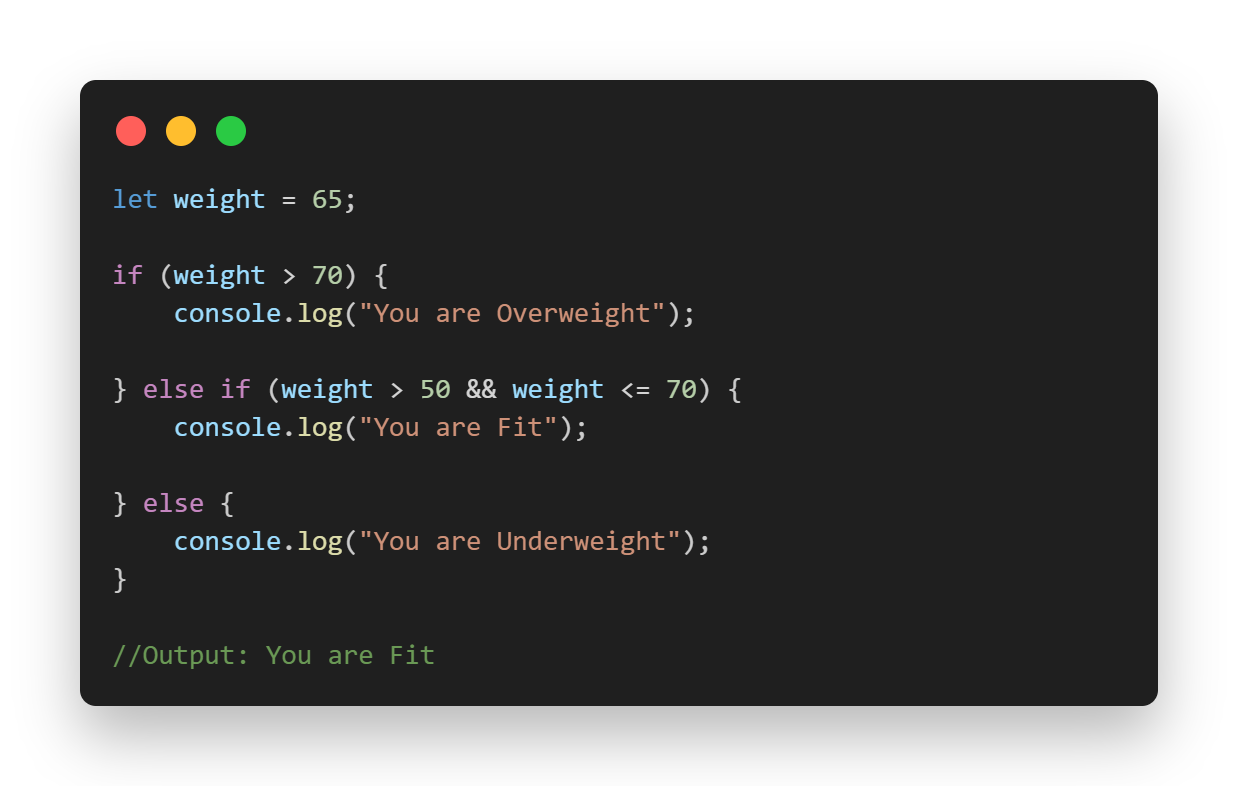 let weight = 65;
if (weight > 70) {
    console.log("You are Overweight");
} else if (weight > 50 && weight <= 70) {
    console.log("You are Fit");
} else {
    console.log("You are Underweight");
}
//Output: You are Fit